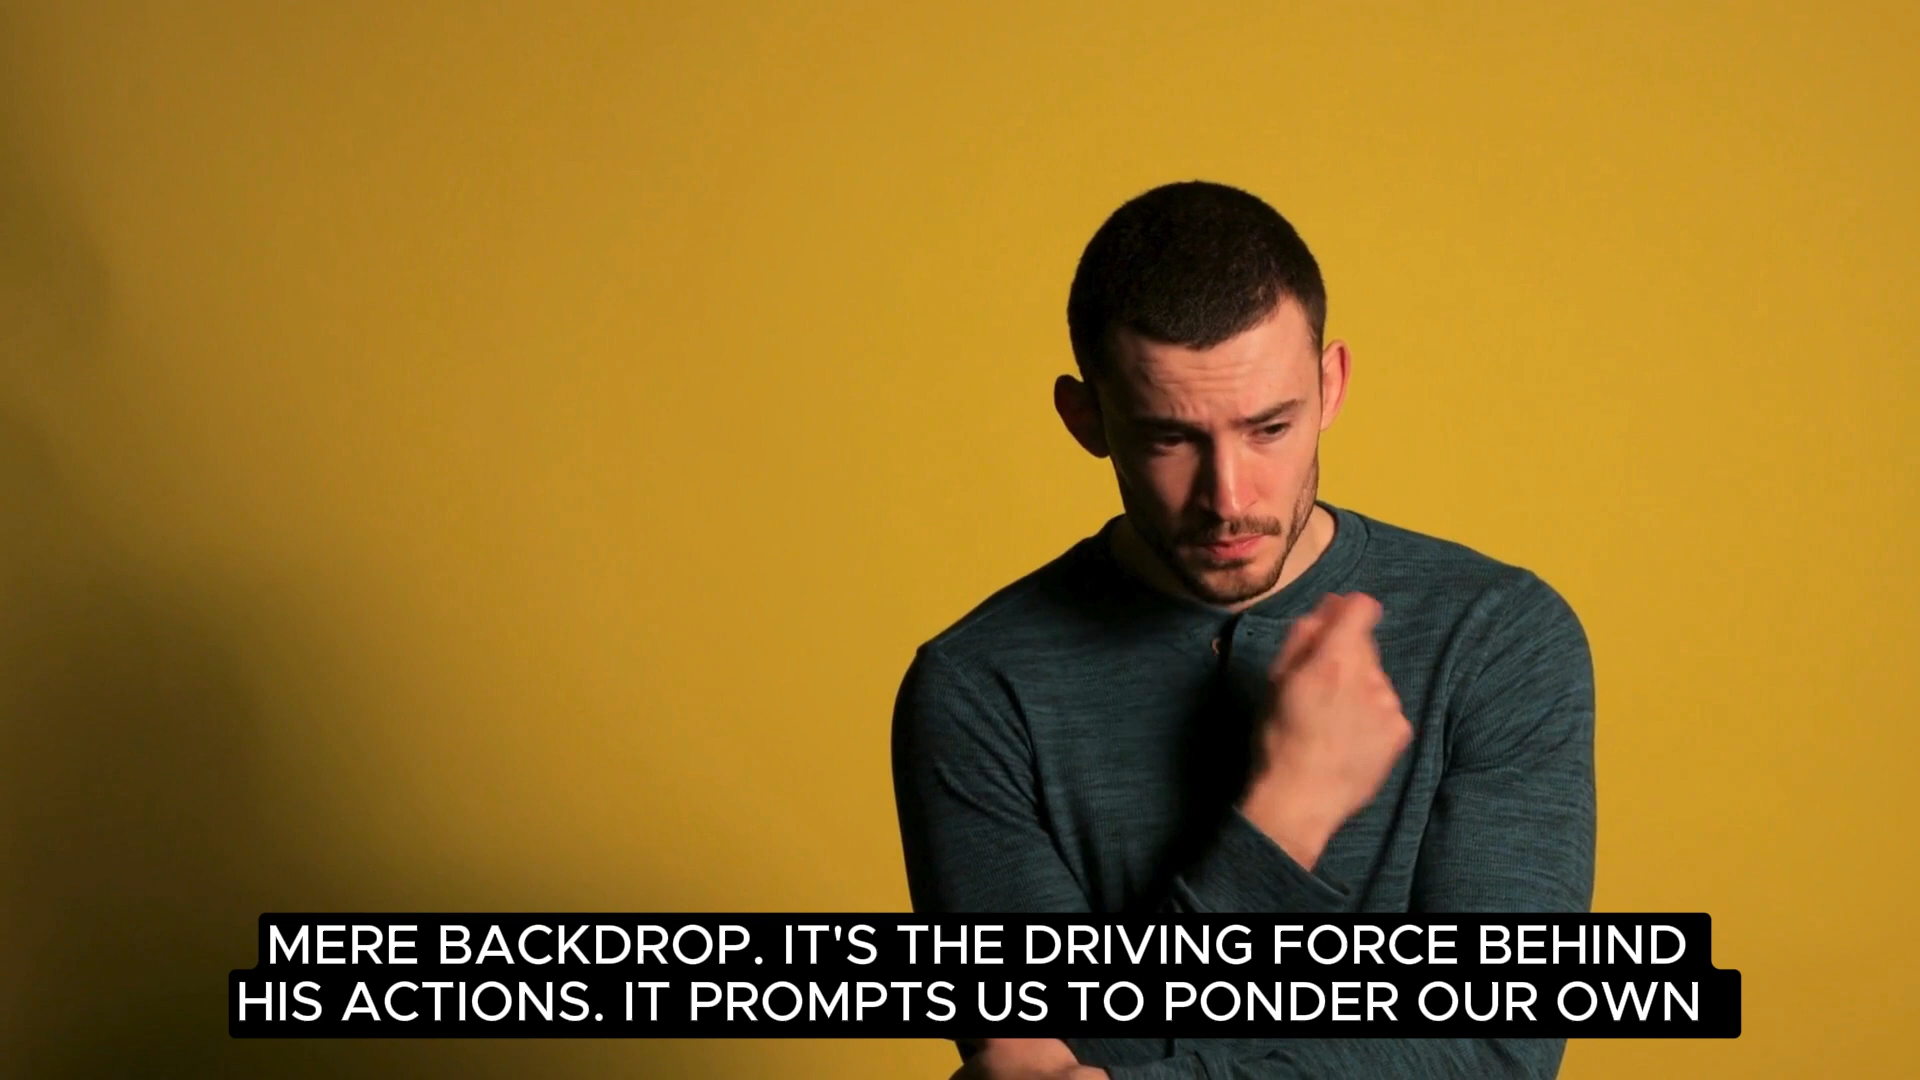 MERE BACKDROP. IT'S THE DRIVING FORCE BEHIND
HIS ACTIONS. IT PROMPTS US TO PONDER OUR OWN